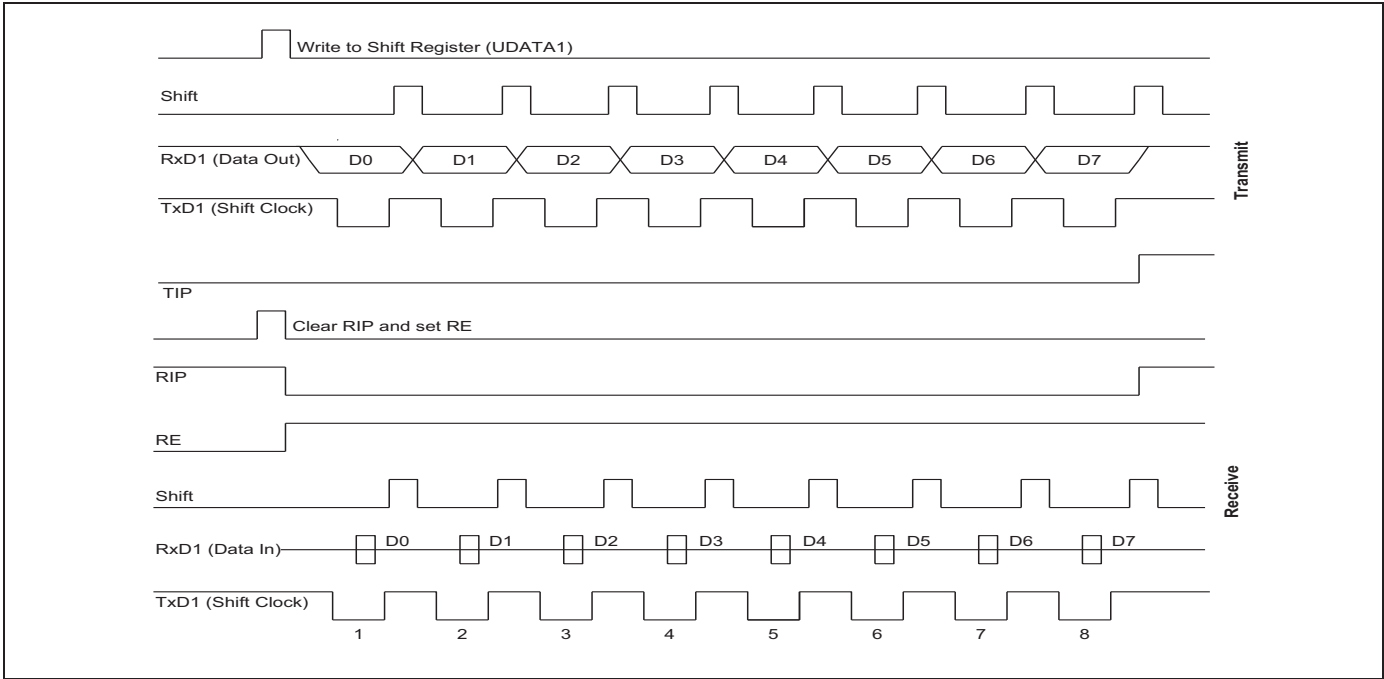 Write to Shift Register (UDATA1)
Shift
RxD1 (Data Out) D0 D1 D2 D3 D4 D5 D6 D7
TxD1 (Shift Clock)
TIP
Transmit
Clear RIP and set RE
RIP
RE
Shift
RxD1 (Data In) D0 D1 D2 D3 D4 D5 D6 D7
TxD1 (Shift Clock)
1 2 3 4 5 6 7 8
Receive